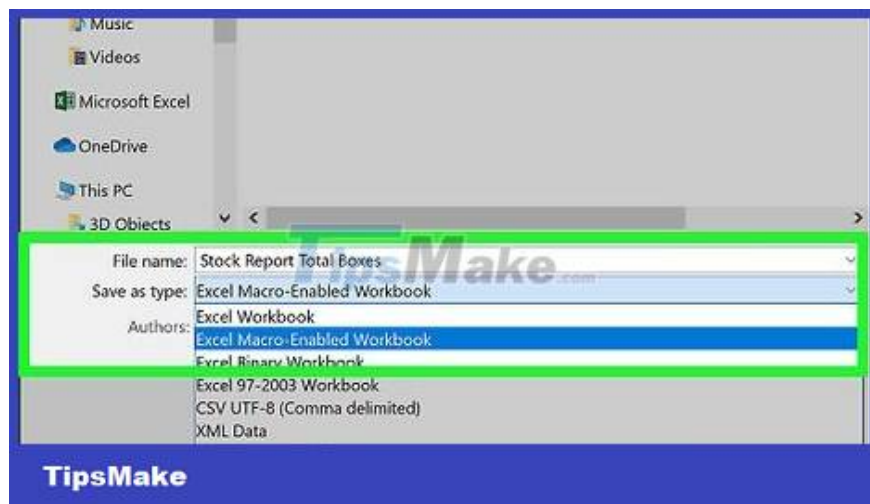 Music
Videos
Microsoft Excel
OneDrive
This PC
3D Objects
File name: Stock Report Total Boxes
TipsMake.com
Save as type: Excel Macro-Enabled Workbook
Authors:
Excel Workbook
Excel Macro-Enabled Workbook
Excel Binary Workbook
Excel 97-2003 Workbook
CSV UTF-8 (Comma delimited)
XML Data
TipsMake